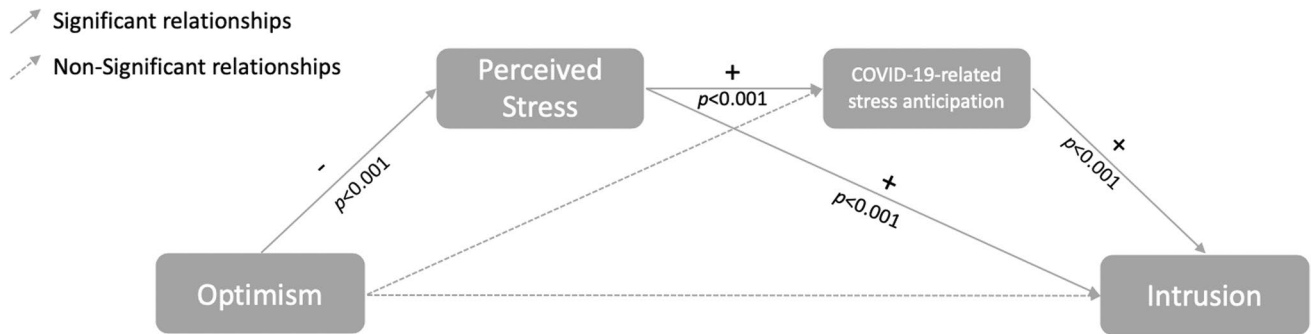 Significant relationships
Non-Significant relationships
Perceived
Stress
+
p<0.001
COVID-19-related
stress anticipation
-
p<0.001
+
p<0.001
+
p<0.001
Optimism
Intrusion